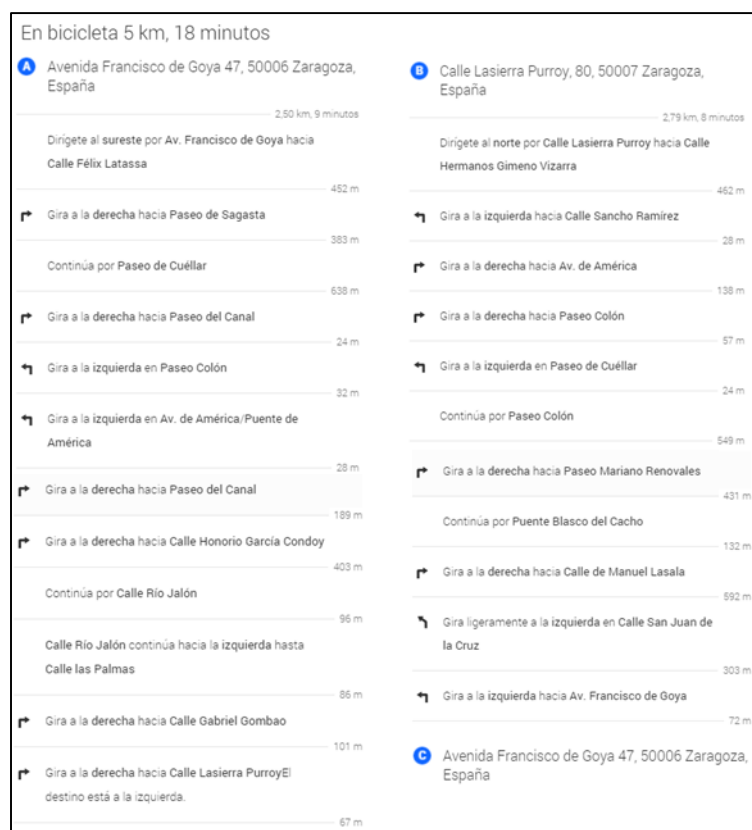 En bicicleta 5 km, 18 minutos
A Avenida Francisco de Goya 47, 50006 Zaragoza,
España
2,50 km, 9 minutos
Dirígete al sureste por Av. Francisco de Goya hacia
Calle Félix Latassa
452 m
Gira a la derecha hacia Paseo de Sagasta
383 m
Continúa por Paseo de Cuéllar
638 m
Gira a la derecha hacia Paseo del Canal
24 m
Gira a la izquierda en Paseo Colón
32 m
Gira a la izquierda en Av. de América/Puente de
América
28 m
Gira a la derecha hacia Paseo del Canal
189 m
Gira a la derecha hacia Calle Honorio García Condoy
403 m
Continúa por Calle Río Jalón
96 m
Calle Río Jalón continúa hacia la izquierda hasta
Calle las Palmas
86 m
Gira a la derecha hacia Calle Gabriel Gombao
101 m
Gira a la derecha hacia Calle Lasierra PurroyEl
destino está a la izquierda.
67 m
B Calle Lasierra Purroy, 80, 50007 Zaragoza,
España
2,79 km, 8 minutos
Dirígete al norte por Calle Lasierra Purroy hacia Calle
Hermanos Gimeno Vizarra
462 m
Gira a la izquierda hacia Calle Sancho Ramírez
28 m
Gira a la derecha hacia Av. de América
138 m
Gira a la derecha hacia Paseo Colón
57 m
Gira a la izquierda en Paseo de Cuéllar
24 m
Continúa por Paseo Colón
549 m
Gira a la derecha hacia Paseo Mariano Renovales
431 m
Continúa por Puente Blasco del Cacho
132 m
Gira a la derecha hacia Calle de Manuel Lasala
592 m
Gira ligeramente a la izquierda en Calle San Juan de
la Cruz
303 m
Gira a la izquierda hacia Av. Francisco de Goya
72 m
C Avenida Francisco de Goya 47, 50006 Zaragoza,
España